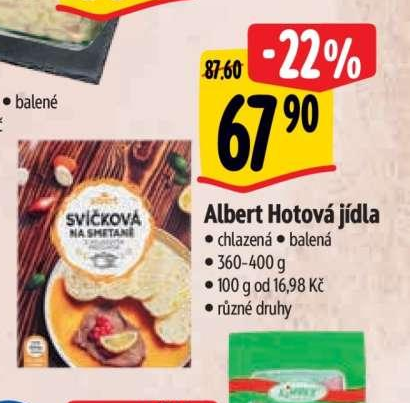 • balené
87.60
-22%
67 90
SVÍČKOVÁ
NA SMETANĚ
Albert Hotová jídla
• chlazená • balená
• 360-400 g
• 100 g od 16,98 Kč
• různé druhy